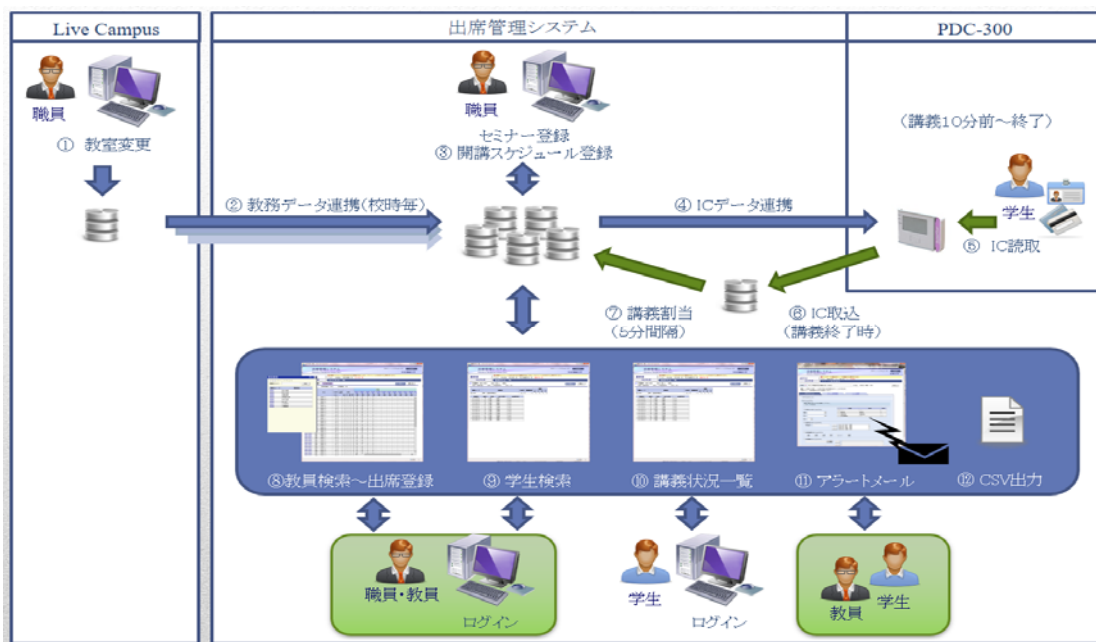 Live Campus
出席管理システム
PDC-300
職員
① 教室変更
職員
セミナー登録
③ 開講スケジュール登録
(講義10分前～終了)
学生
⑤ IC読取
② 教務データ連携(校時毎)
④ ICデータ連携
⑦ 講義割当
(5分間隔)
⑥ IC取込
(講義終了時)
⑧教員検索～出席登録
⑨ 学生検索
⑩ 講義状況一覧
⑪ アラートメール
⑫ CSV出力
職員・教員
ログイン
学生
ログイン
教員
学生